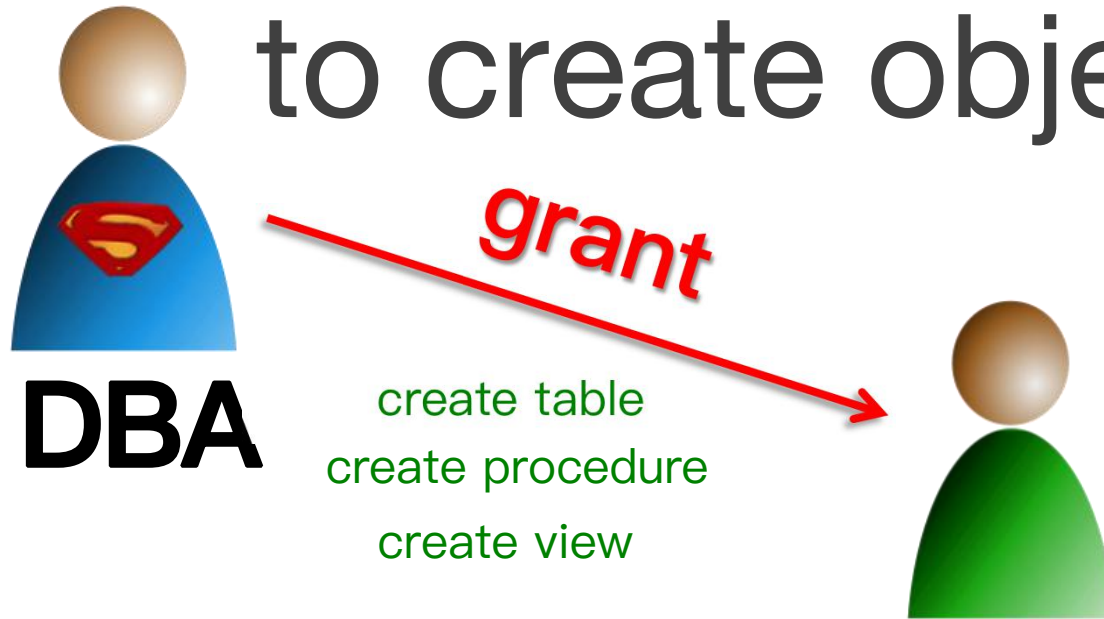 to create obje
grant
DBA
create table
create procedure
create view